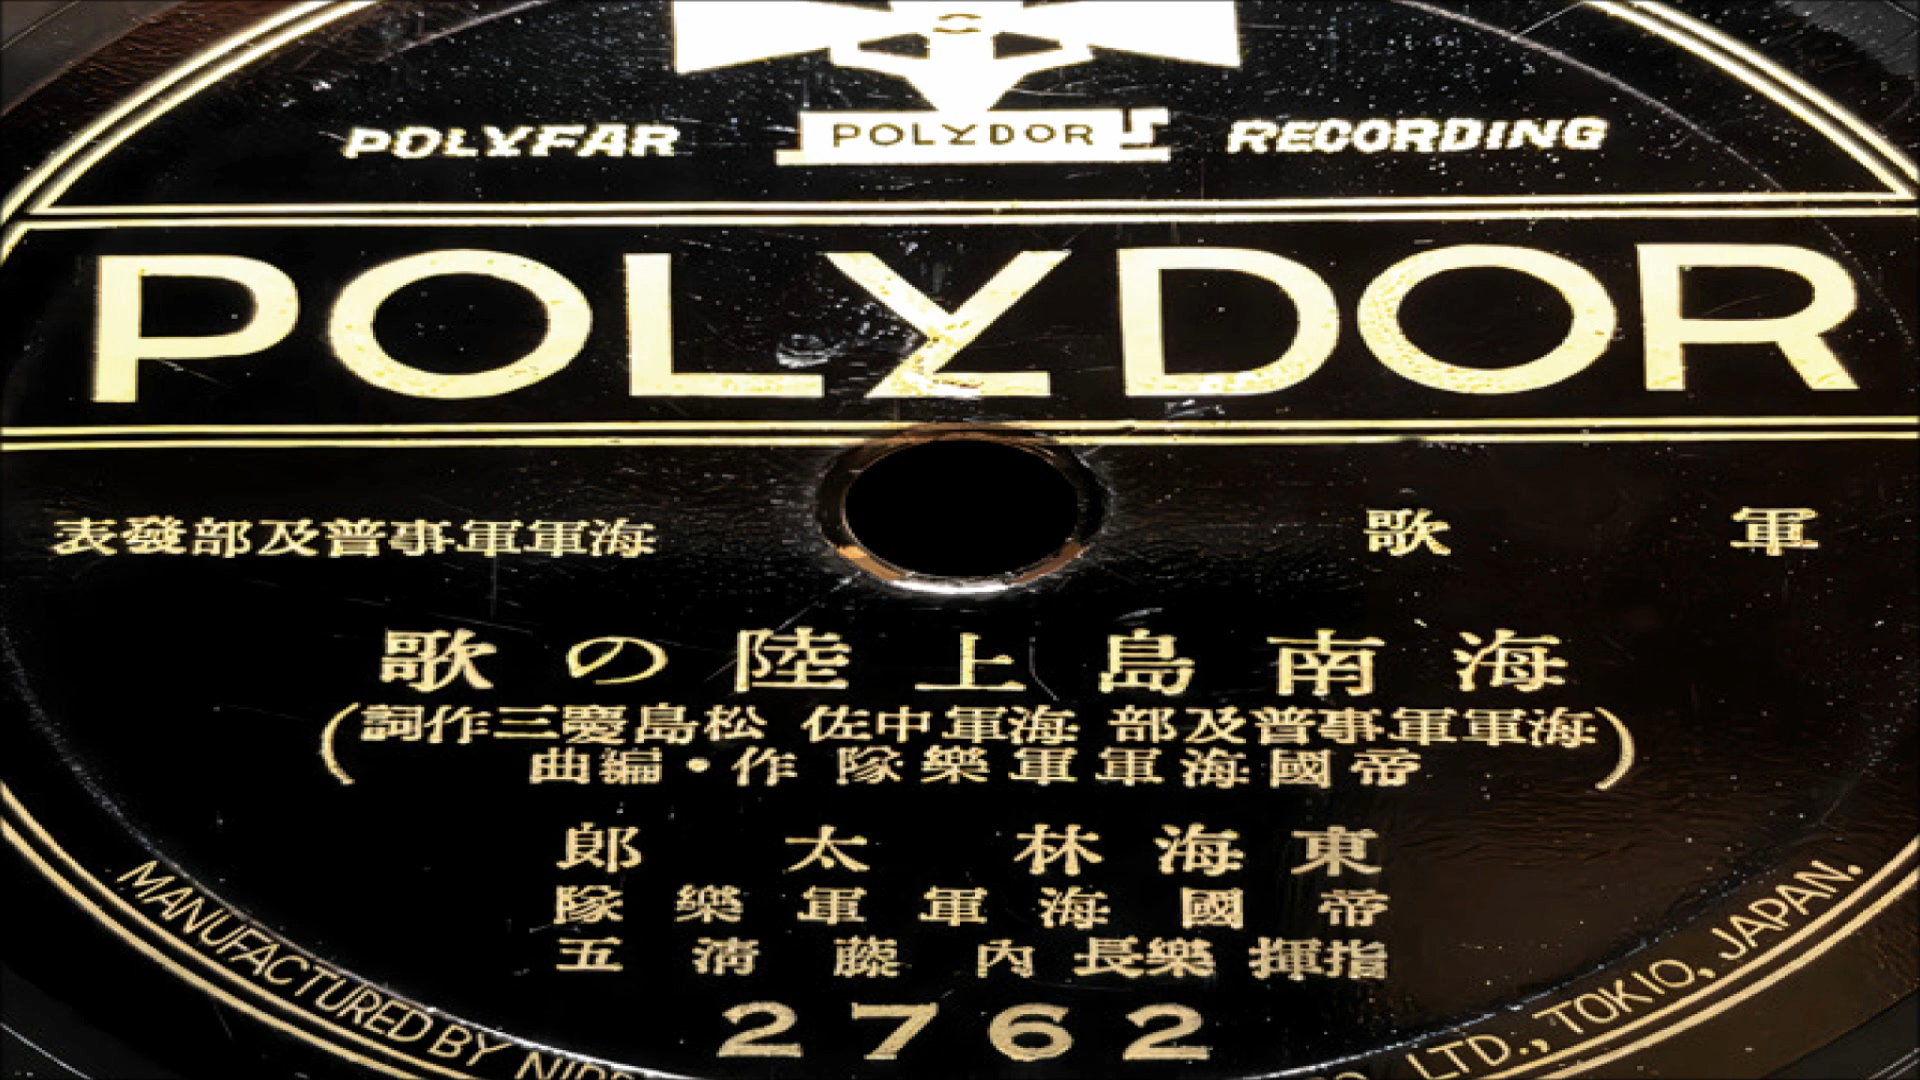 POLYFAR POLYDOR RECORDING
POLYDOR
軍歌
海軍軍事普及部發表
海南島上陸の歌
(海軍軍事普及部 海軍中佐 松島慶三作詞
帝國海軍軍樂隊 作・編曲)
東海林太郎
帝國海軍軍樂隊
指揮 樂長 內藤清五
2762
MANUFACTURED BY
LTD., TOKIO, JAPAN.